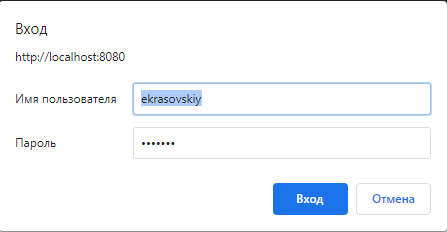 Вход
http://localhost:8080
Имя пользователя ekrasovskiy
Пароль •••••••
Вход Отмена